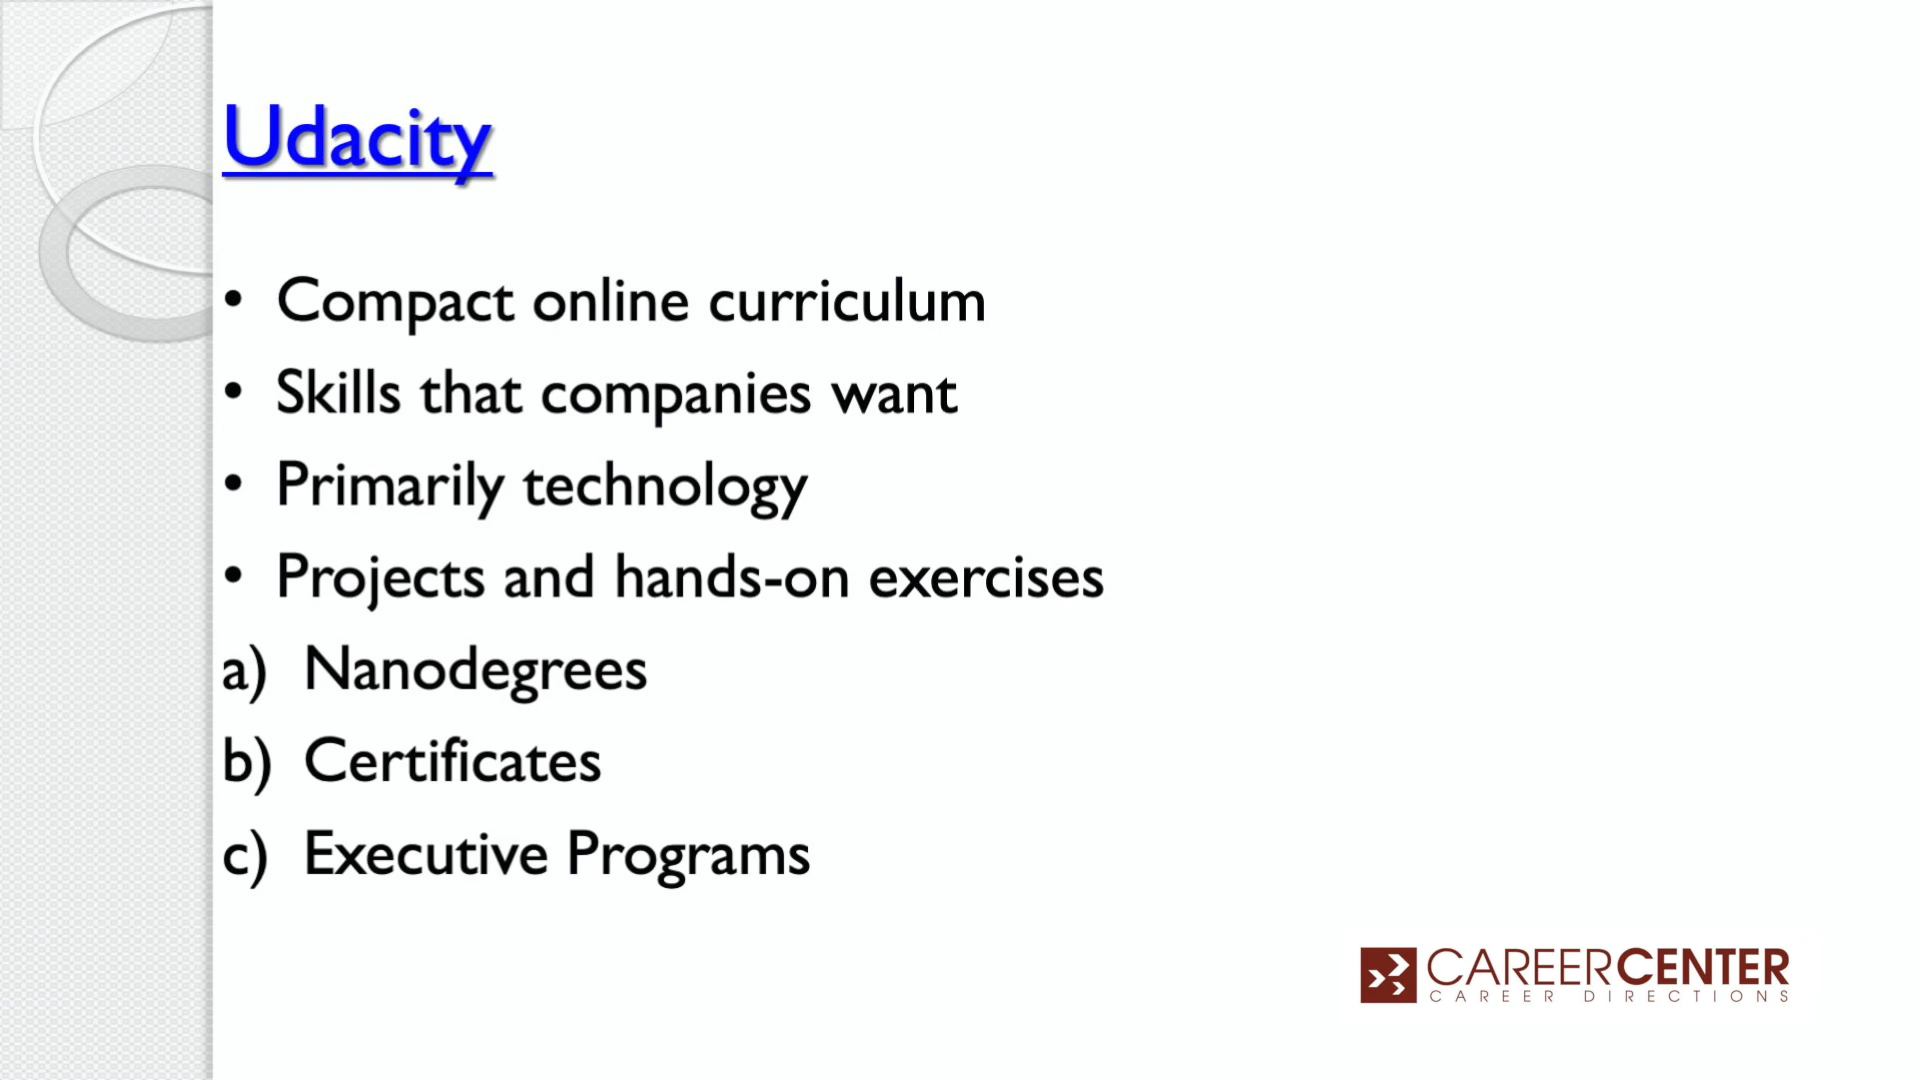 Udacity
• Compact online curriculum
• Skills that companies want
• Primarily technology
• Projects and hands-on exercises
a) Nanodegrees
b) Certificates
c) Executive Programs
CAREERCENTER
CAREER DIRECTIONS